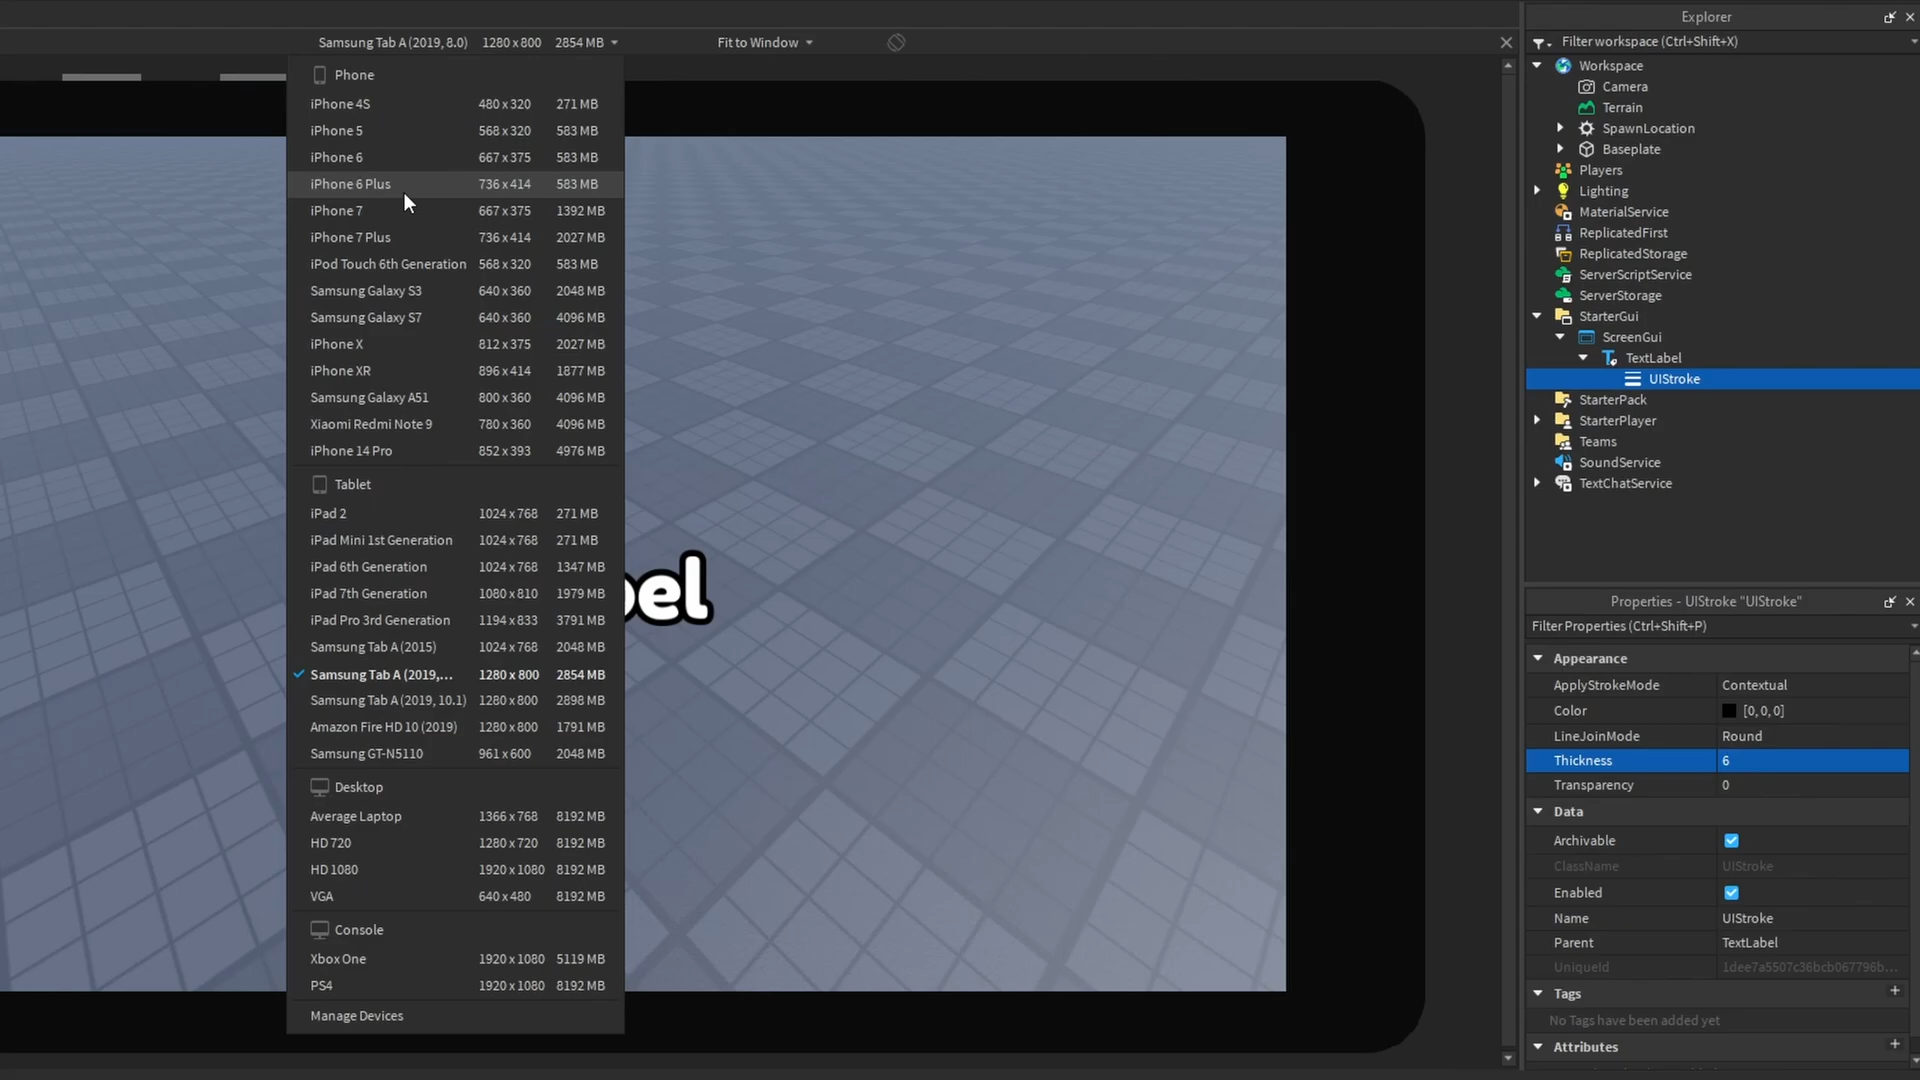 Samsung Tab A (2019, 8.0) 1280 x 800 2854 MB
Fit to Window
Phone
iPhone 4S 480 x 320 271 MB
iPhone 5 568 x 320 583 MB
iPhone 6 667 x 375 583 MB
iPhone 6 Plus 736 x 414 583 MB
iPhone 7 667 x 375 1392 MB
iPhone 7 Plus 736 x 414 2027 MB
iPod Touch 6th Generation 568 x 320 583 MB
Samsung Galaxy S3 640 x 360 2048 MB
Samsung Galaxy S7 640 x 360 4096 MB
iPhone X 812 x 375 2027 MB
iPhone XR 896 x 414 1877 MB
Samsung Galaxy A51 800 x 360 4096 MB
Xiaomi Redmi Note 9 780 x 360 4096 MB
iPhone 14 Pro 852 x 393 4976 MB
Tablet
iPad 2 1024 x 768 271 MB
iPad Mini 1st Generation 1024 x 768 271 MB
iPad 6th Generation 1024 x 768 1347 MB
iPad 7th Generation 1080 x 810 1979 MB
iPad Pro 3rd Generation 1194 x 833 3791 MB
Samsung Tab A (2015) 1024 x 768 2048 MB
Samsung Tab A (2019,... 1280 x 800 2854 MB
Samsung Tab A (2019, 10.1) 1280 x 800 2898 MB
Amazon Fire HD 10 (2019) 1280 x 800 1791 MB
Samsung GT-N5110 961 x 600 2048 MB
Desktop
Average Laptop 1366 x 768 8192 MB
HD 720 1280 x 720 8192 MB
HD 1080 1920 x 1080 8192 MB
VGA 640 x 480 8192 MB
Console
Xbox One 1920 x 1080 5119 MB
PS4 1920 x 1080 8192 MB
Manage Devices
bel
Explorer
Filter workspace (Ctrl+Shift+X)
Workspace
Camera
Terrain
SpawnLocation
Baseplate
Players
Lighting
MaterialService
ReplicatedFirst
ReplicatedStorage
ServerScriptService
ServerStorage
StarterGui
ScreenGui
TextLabel
UIStroke
StarterPack
StarterPlayer
Teams
SoundService
TextChatService
Properties - UIStroke "UIStroke"
Filter Properties (Ctrl+Shift+P)
Appearance
ApplyStrokeMode Contextual
Color [0, 0, 0]
LineJoinMode Round
Thickness 6
Transparency 0
Data
Archivable
ClassName UIStroke
Enabled
Name UIStroke
Parent TextLabel
UniqueId 1dee7a5507c36bcb067796b...
Tags
No Tags have been added yet
Attributes